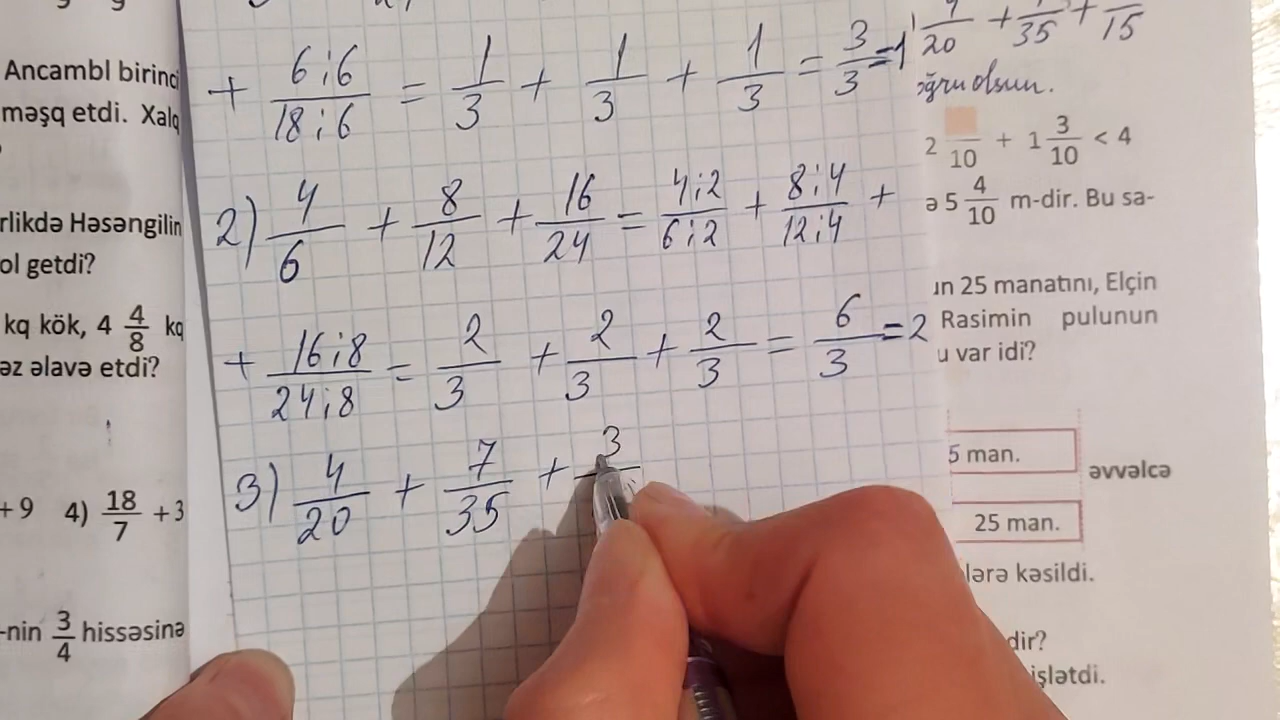 Ancambl birinci
məşq etdi. Xalq
rlikdə Həsəngilin
ol getdi?
kq kök, 4 4/8 kq
əz əlavə etdi?
+ 9 4) 18/7 + 3
-nin 3/4 hissəsinə
+ 6:6/18:6 = 1/3 + 1/3 + 1/3 = 3/3 = 1
2) 4/6 + 8/12 + 16/24 = 4:2/6:2 + 8:4/12:4 +
+ 16:8/24:8 = 2/3 + 2/3 + 2/3 = 6/3 = 2
3) 4/20 + 7/35 + 3
20 + 35 + 15
olsun.
2 /10 + 1 3/10 < 4
ə 5 4/10 m-dir. Bu sa-
ın 25 manatını, Elçin
Rasimin pulunun
u var idi?
5 man.
əvvəlcə
25 man.
lərə kəsildi.
dir?
işlətdi.